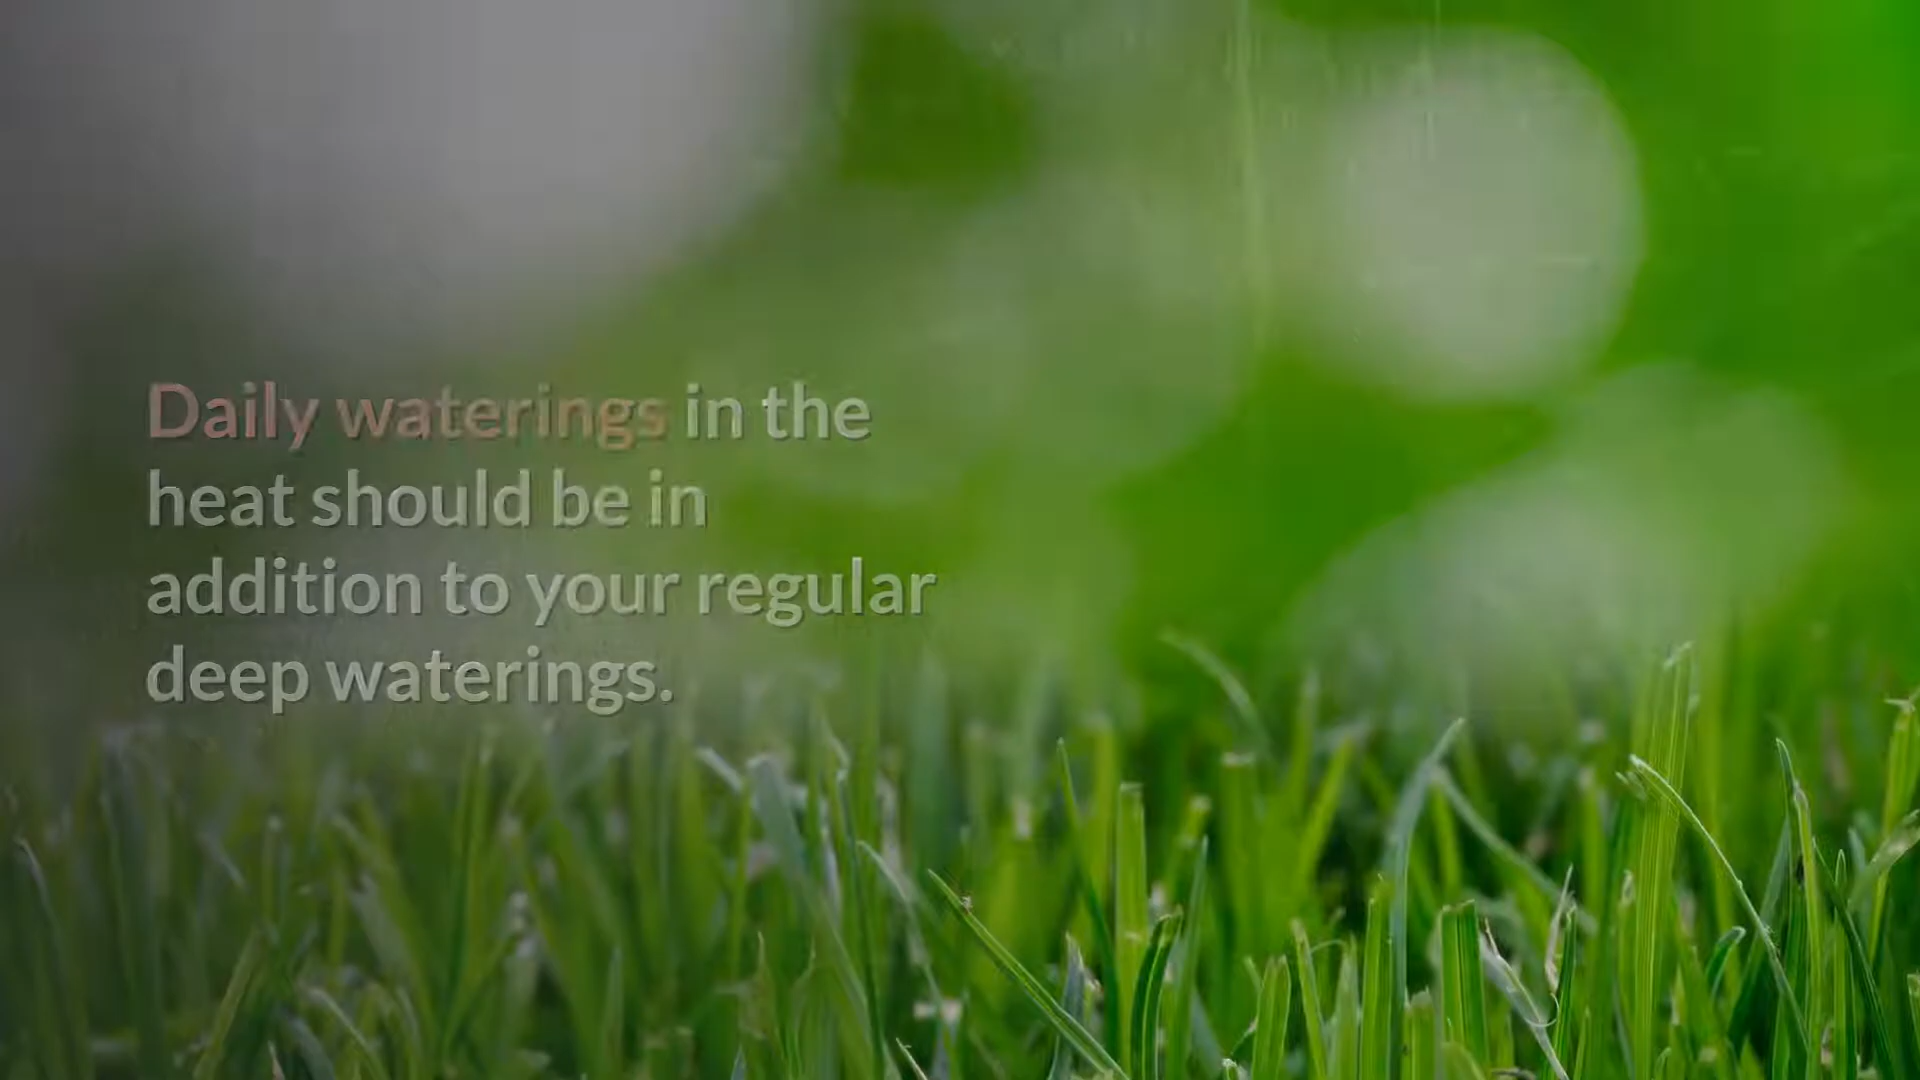 Daily waterings in the
heat should be in
addition to your regular
deep waterings.